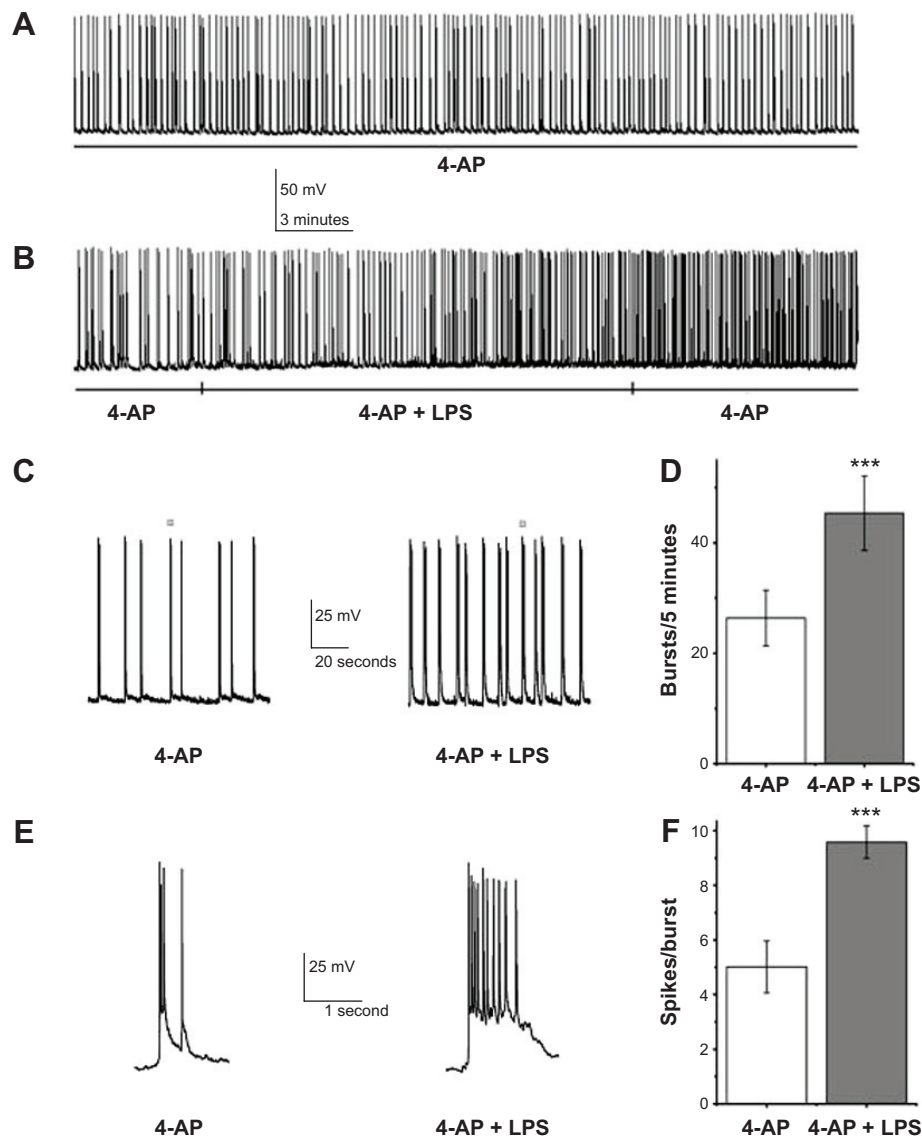 A
4-AP
50 mV
3 minutes
B
4-AP
4-AP + LPS
4-AP
C
25 mV
20 seconds
4-AP
4-AP + LPS
D
***
Bursts/5 minutes
40
20
0
4-AP
4-AP + LPS
E
25 mV
1 second
4-AP
4-AP + LPS
F
***
Spikes/burst
10
8
6
4
2
0
4-AP
4-AP + LPS